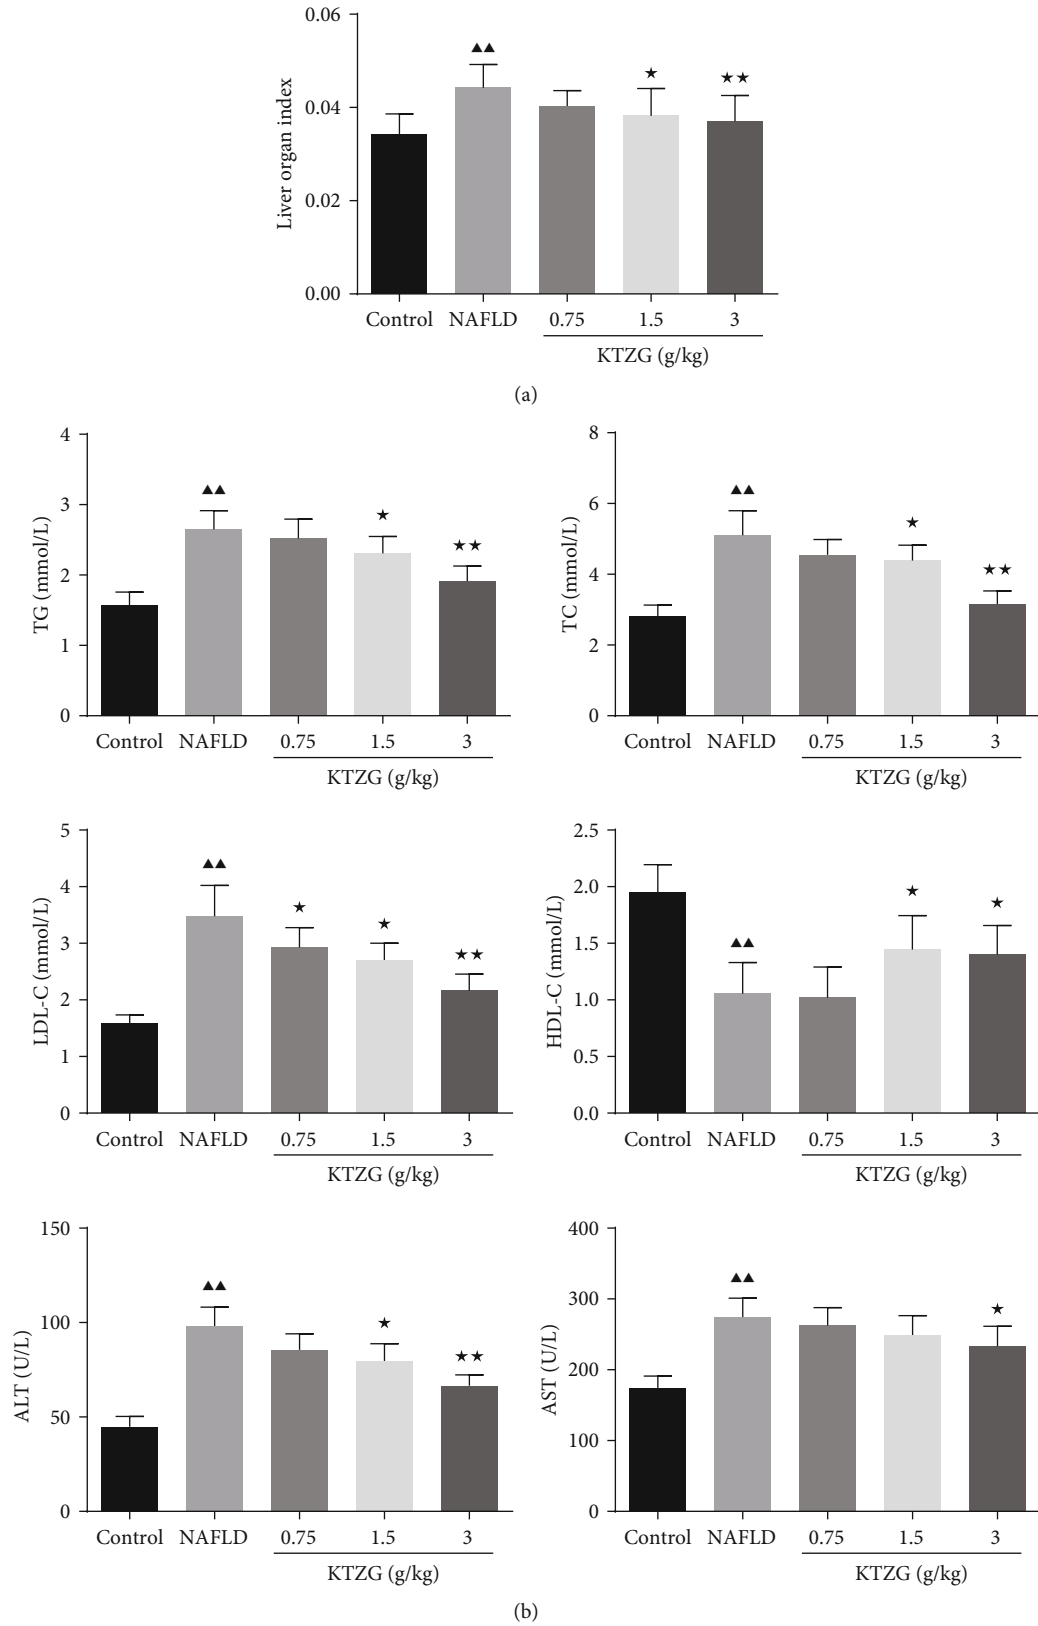 0.06
0.04
0.02
0.00
Liver organ index
▲▲
★
★★
Control NAFLD 0.75 1.5 3
KTZG (g/kg)
(a)
4
3
2
1
0
TG (mmol/L)
▲▲
★
★★
Control NAFLD 0.75 1.5 3
KTZG (g/kg)
8
6
4
2
0
TC (mmol/L)
▲▲
★
★★
Control NAFLD 0.75 1.5 3
KTZG (g/kg)
5
4
3
2
1
0
LDL-C (mmol/L)
▲▲
★
★
★★
Control NAFLD 0.75 1.5 3
KTZG (g/kg)
2.5
2.0
1.5
1.0
0.5
0.0
HDL-C (mmol/L)
▲▲
★
★
Control NAFLD 0.75 1.5 3
KTZG (g/kg)
150
100
50
0
ALT (U/L)
▲▲
★
★★
Control NAFLD 0.75 1.5 3
KTZG (g/kg)
400
300
200
100
0
AST (U/L)
▲▲
★
Control NAFLD 0.75 1.5 3
KTZG (g/kg)
(b)